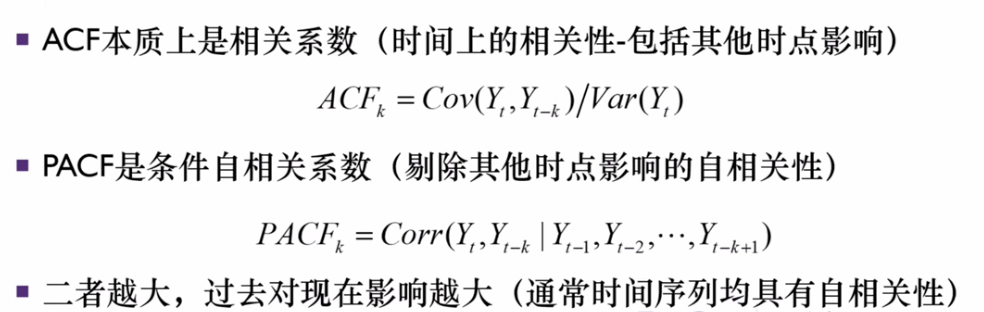 ▪ ACF本质上是相关系数（时间上的相关性-包括其他时点影响）
ACF_k = Cov(Y_t,Y_{t-k})/Var(Y_t)
▪ PACF是条件自相关系数（剔除其他时点影响的自相关性）
PACF_k = Corr(Y_t,Y_{t-k} | Y_{t-1},Y_{t-2},⋯,Y_{t-k+1})
▪ 二者越大，过去对现在影响越大（通常时间序列均具有自相关性）